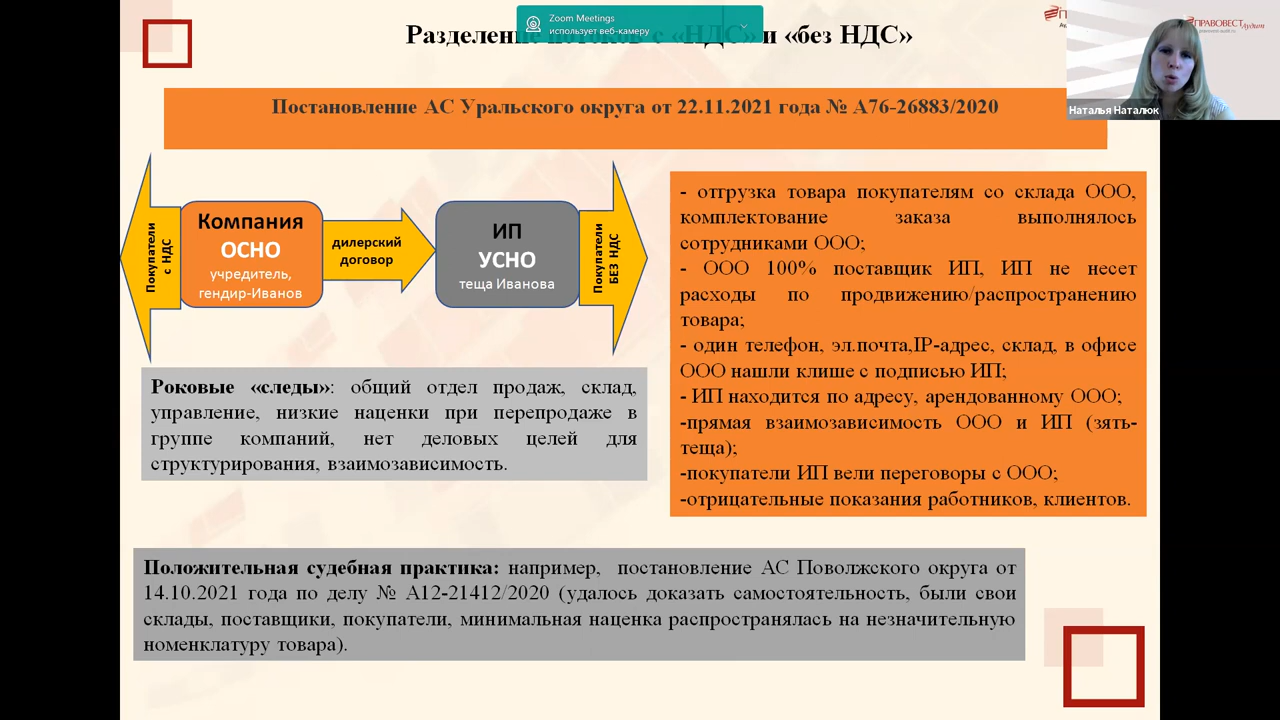 Zoom Meetings
использует веб-камеру
Разделение потоков с «НДС» и «без НДС»
ПРАВОВЕСТ
Аудит
Наталья Наталюк
Постановление АС Уральского округа от 22.11.2021 года № А76-26883/2020
Покупатели
с НДС
Компания
ОСНО
учредитель,
гендир-Иванов
дилерский
договор
ИП
УСНО
теща Иванова
Покупатели
БЕЗ НДС
- отгрузка товара покупателям со склада ООО,
комплектование заказа выполнялось
сотрудниками ООО;
- ООО 100% поставщик ИП, ИП не несет
расходы по продвижению/распространению
товара;
- один телефон, эл.почта,IP-адрес, склад, в офисе
ООО нашли клише с подписью ИП;
- ИП находится по адресу, арендованному ООО;
-прямая взаимозависимость ООО и ИП (зять-
теща);
-покупатели ИП вели переговоры с ООО;
-отрицательные показания работников, клиентов.
Роковые «следы»: общий отдел продаж, склад,
управление, низкие наценки при перепродаже в
группе компаний, нет деловых целей для
структурирования, взаимозависимость.
Положительная судебная практика: например, постановление АС Поволжского округа от
14.10.2021 года по делу № А12-21412/2020 (удалось доказать самостоятельность, были свои
склады, поставщики, покупатели, минимальная наценка распространялась на незначительную
номенклатуру товара).